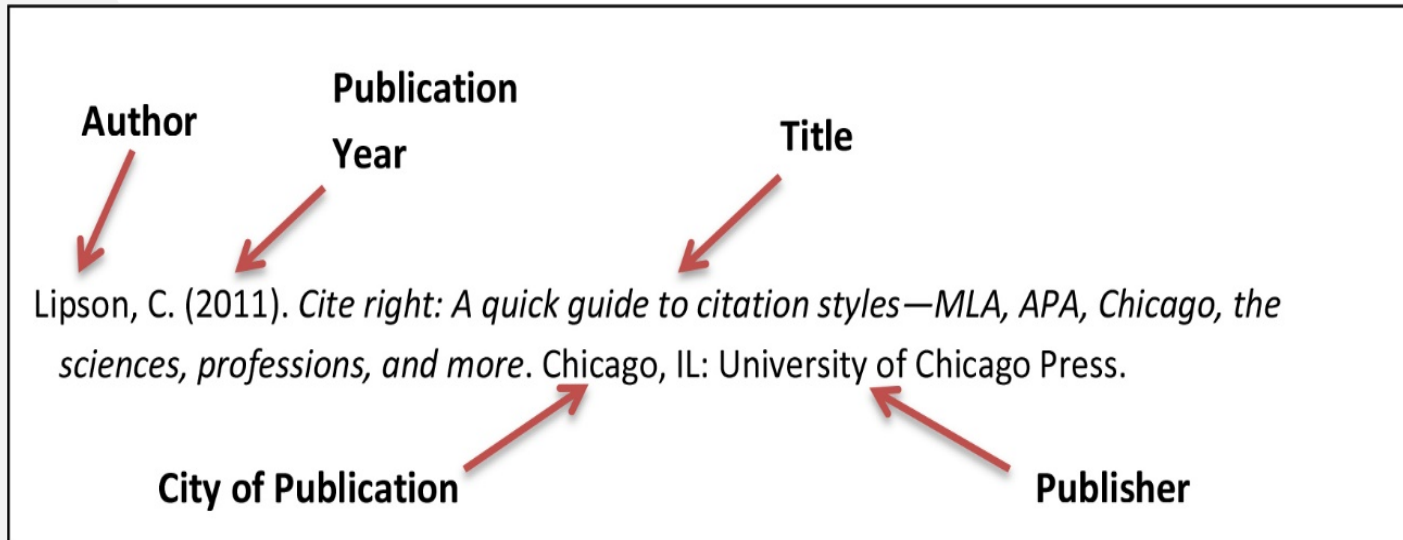 Author
Publication
Year
Title
Lipson, C. (2011). Cite right: A quick guide to citation styles—MLA, APA, Chicago, the
sciences, professions, and more. Chicago, IL: University of Chicago Press.
City of Publication
Publisher